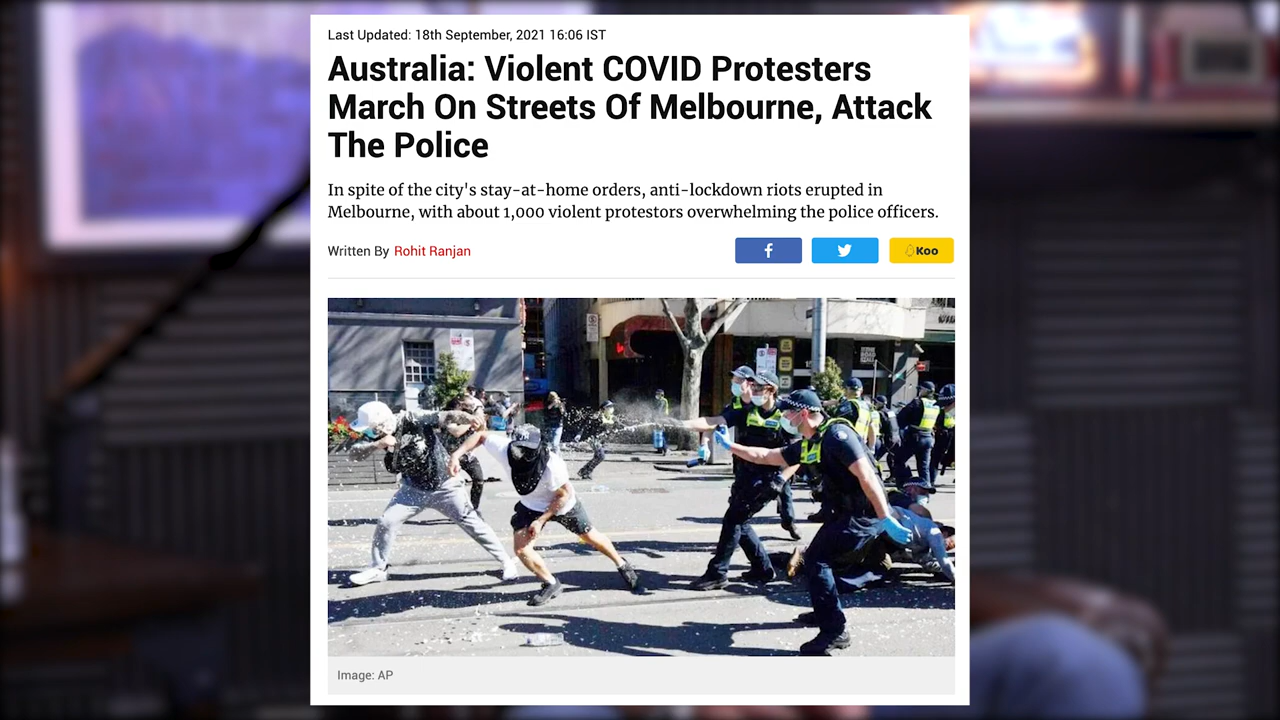 Last Updated: 18th September, 2021 16:06 IST
Australia: Violent COVID Protesters
March On Streets Of Melbourne, Attack
The Police
In spite of the city's stay-at-home orders, anti-lockdown riots erupted in
Melbourne, with about 1,000 violent protestors overwhelming the police officers.
Written By Rohit Ranjan
Koo
Image: AP